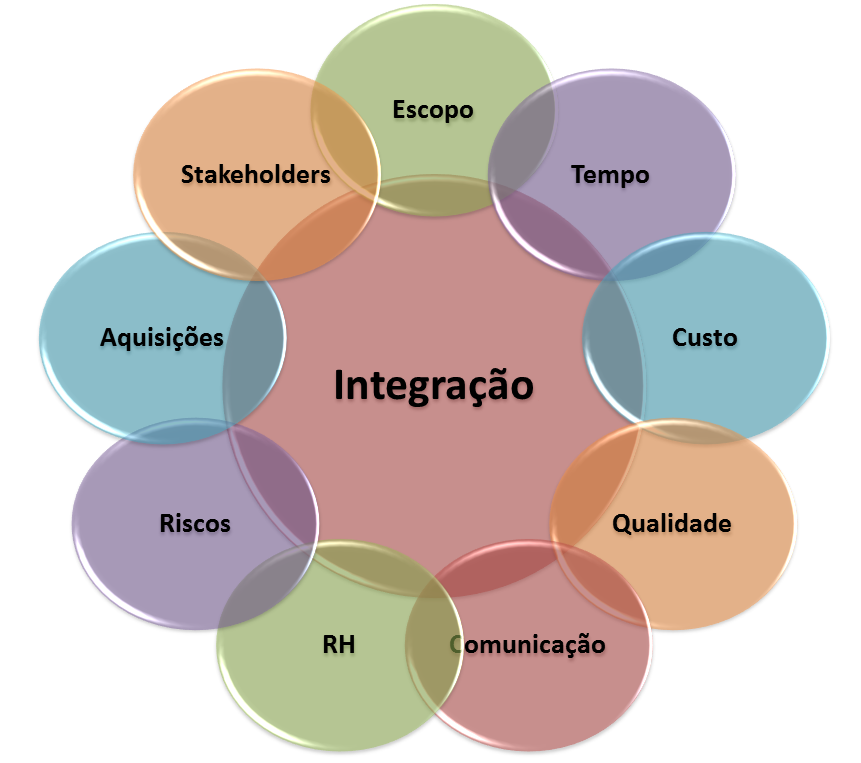 Escopo
Tempo
Custo
Qualidade
Comunicação
RH
Riscos
Aquisições
Stakeholders
Integração